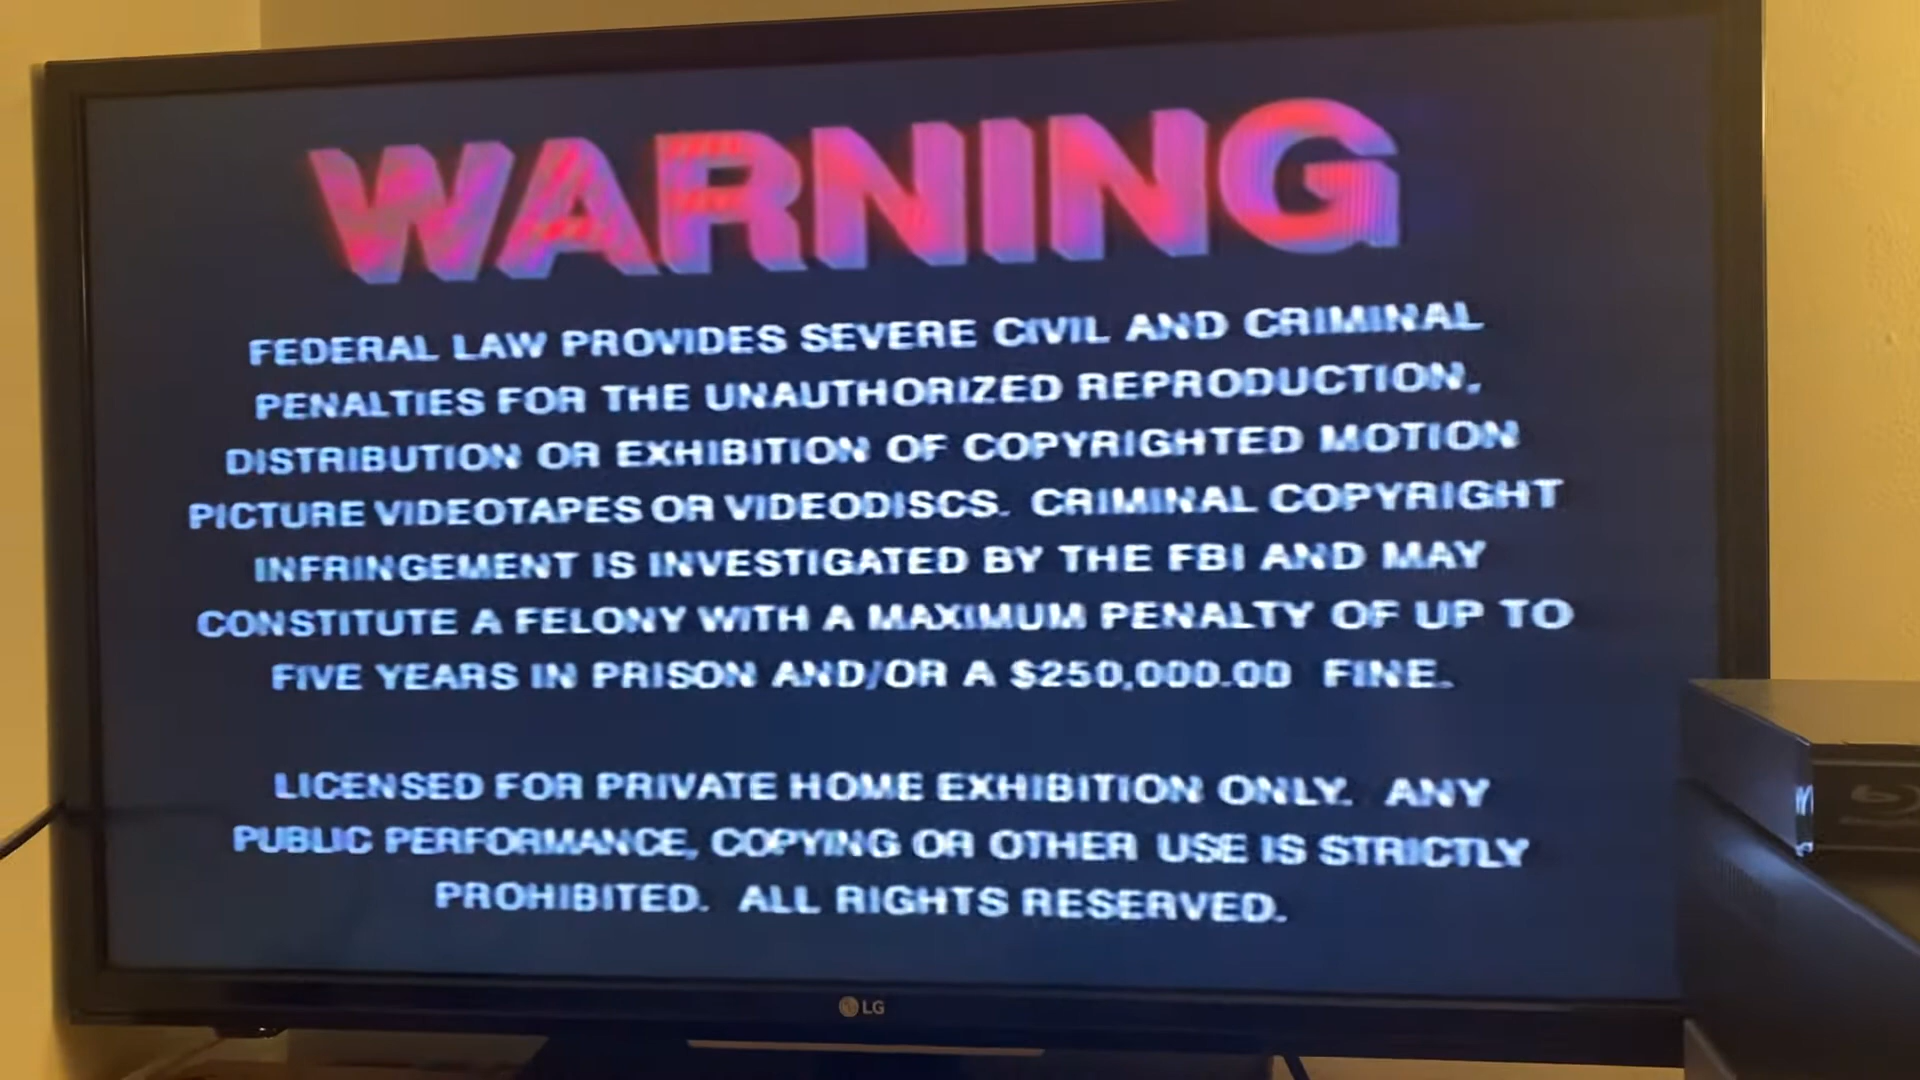 WARNING
FEDERAL LAW PROVIDES SEVERE CIVIL AND CRIMINAL
PENALTIES FOR THE UNAUTHORIZED REPRODUCTION,
DISTRIBUTION OR EXHIBITION OF COPYRIGHTED MOTION
PICTURE VIDEOTAPES OR VIDEODISCS. CRIMINAL COPYRIGHT
INFRINGEMENT IS INVESTIGATED BY THE FBI AND MAY
CONSTITUTE A FELONY WITH A MAXIMUM PENALTY OF UP TO
FIVE YEARS IN PRISON AND/OR A $250,000.00 FINE.
LICENSED FOR PRIVATE HOME EXHIBITION ONLY. ANY
PUBLIC PERFORMANCE, COPYING OR OTHER USE IS STRICTLY
PROHIBITED. ALL RIGHTS RESERVED.
LG